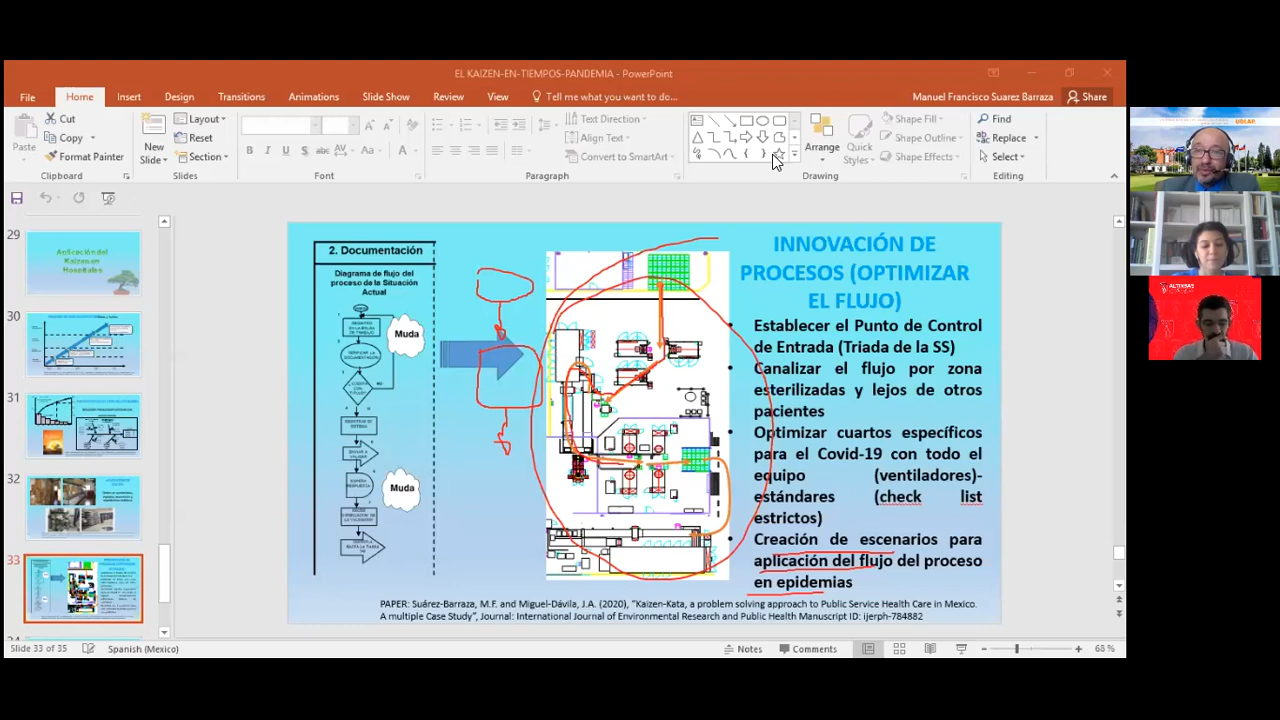 EL KAIZEN-EN-TIEMPOS-PANDEMIA - PowerPoint
File Home Insert Design Transitions Animations Slide Show Review View Tell me what you want to do... Manuel Francisco Suarez Barraza Share
Paste
Cut
Copy
Format Painter
Clipboard
New Slide
Layout
Reset
Section
Slides
Font
Text Direction
Align Text
Convert to SmartArt
Paragraph
Arrange
Quick Styles
Shape Fill
Shape Outline
Shape Effects
Drawing
Find
Replace
Select
Editing
29
Aplicación del
Kaizen en
Hospitales
30
31
32
33
34
2. Documentación
Diagrama de flujo del
proceso de la Situación
Actual
Muda
Muda
INNOVACIÓN DE
PROCESOS (OPTIMIZAR
EL FLUJO)
Establecer el Punto de Control
de Entrada (Triada de la SS)
Canalizar el flujo por zona
esterilizadas y lejos de otros
pacientes
Optimizar cuartos específicos
para el Covid-19 con todo el
equipo (ventiladores)-
estándares (check list
estrictos)
Creación de escenarios para
aplicación del flujo del proceso
en epidemias
PAPER: Suárez-Barraza, M.F. and Miguel-Dávila, J.A. (2020), "Kaizen-Kata, a problem solving approach to Public Service Health Care in Mexico.
A multiple Case Study", Journal: International Journal of Environmental Research and Public Health Manuscript ID: ijerph-784882
Slide 33 of 35 Spanish (Mexico) Notes Comments 68 %
UDLAP